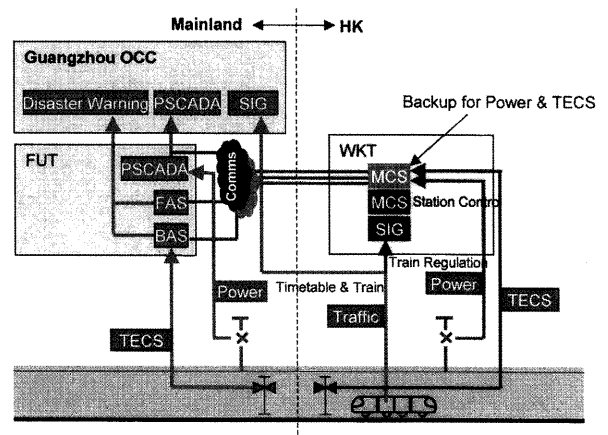 Mainland HK
Guangzhou OCC
Disaster Warning PSCADA SIG
Backup for Power & TECS
FUT
WKT
PSCADA
Comms
MCS
FAS
MCS Station Control
BAS
SIG
Train Regulation
Power Timetable & Train Power
TECS
Traffic
TECS